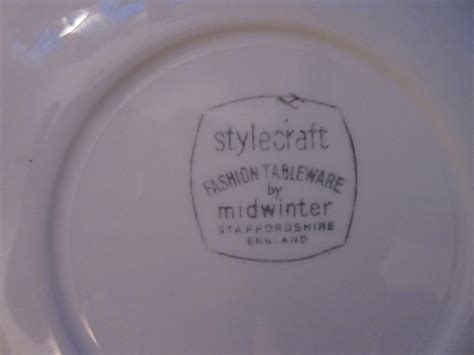 stylecraft
FASHION TABLEWARE
by
midwinter
STAFFORDSHIRE
ENGLAND